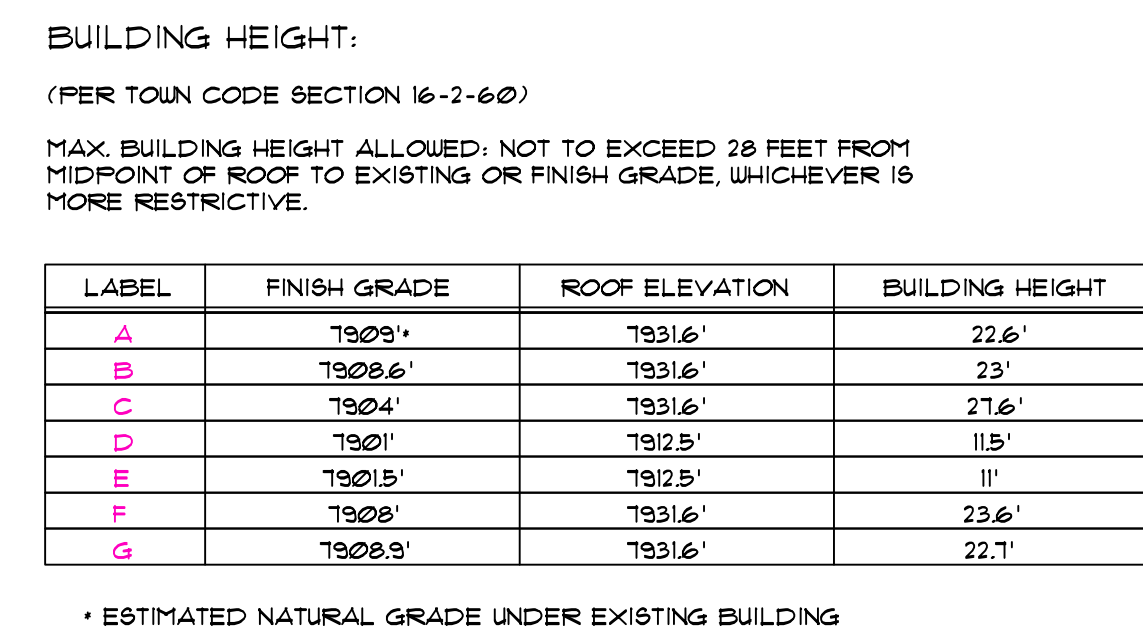 BUILDING HEIGHT:
(PER TOWN CODE SECTION 16-2-60)
MAX. BUILDING HEIGHT ALLOWED: NOT TO EXCEED 28 FEET FROM
MIDPOINT OF ROOF TO EXISTING OR FINISH GRADE, WHICHEVER IS
MORE RESTRICTIVE.
LABEL FINISH GRADE ROOF ELEVATION BUILDING HEIGHT
A 7909'* 7931.6' 22.6'
B 7908.6' 7931.6' 23'
C 7904' 7931.6' 27.6'
D 7901' 7912.5' 11.5'
E 7901.5' 7912.5' 11'
F 7908' 7931.6' 23.6'
G 7908.9' 7931.6' 22.7'
* ESTIMATED NATURAL GRADE UNDER EXISTING BUILDING